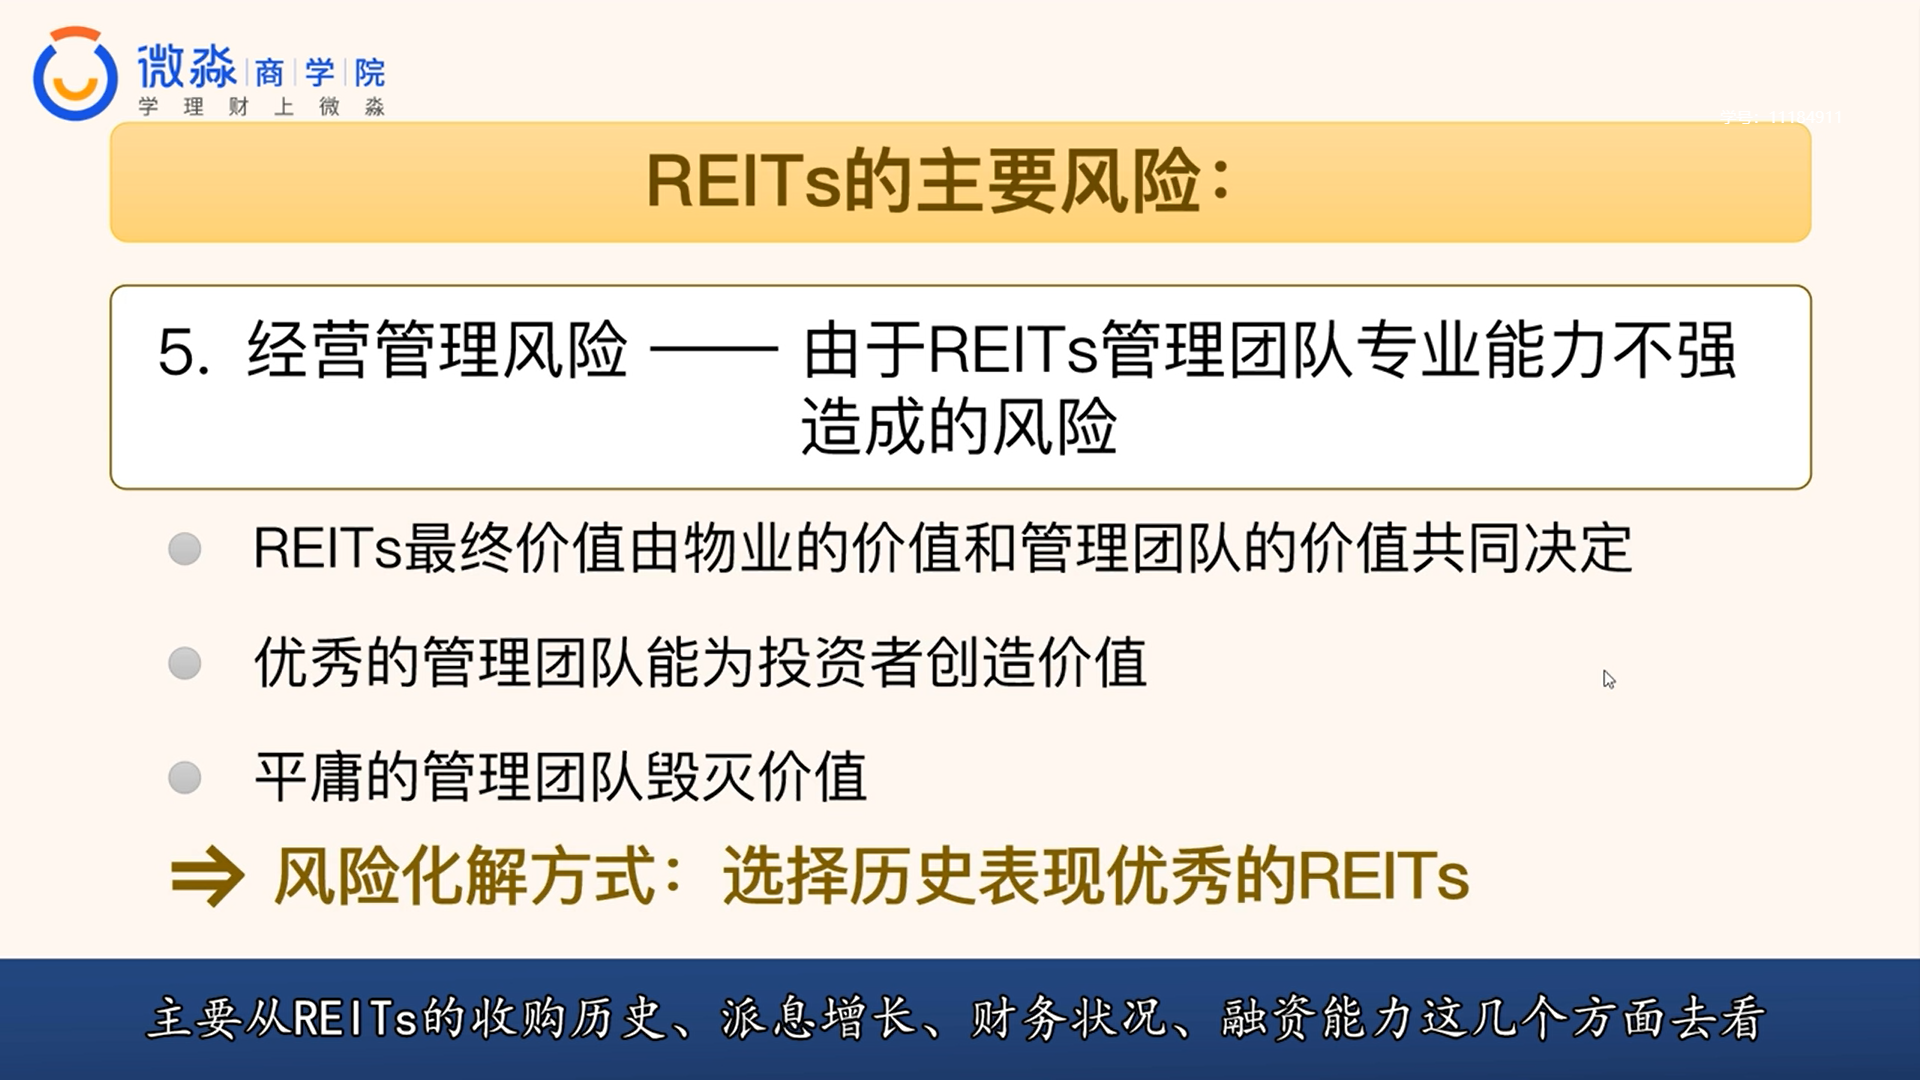 微淼商学院
学理财上微淼
REITs的主要风险：
5. 经营管理风险 —— 由于REITs管理团队专业能力不强
造成的风险
REITs最终价值由物业的价值和管理团队的价值共同决定
优秀的管理团队能为投资者创造价值
平庸的管理团队毁灭价值
⇒ 风险化解方式：选择历史表现优秀的REITs
主要从REITs的收购历史、派息增长、财务状况、融资能力这几个方面去看